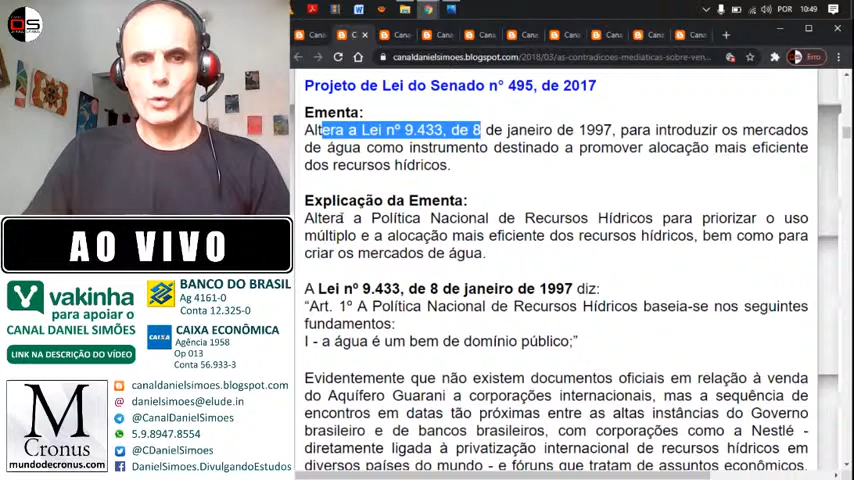 DS
POR 10:49
Cana
C
Cana
Cana
Cana
Cana
Cana
Cana
Cana
canaldanielsimoes.blogspot.com/2018/03/as-contradicoes-mediaticas-sobre-ven...
Erro
Projeto de Lei do Senado n° 495, de 2017
Ementa:
Altera a Lei nº 9.433, de 8 de janeiro de 1997, para introduzir os mercados
de água como instrumento destinado a promover alocação mais eficiente
dos recursos hídricos.
Explicação da Ementa:
Altera a Política Nacional de Recursos Hídricos para priorizar o uso
múltiplo e a alocação mais eficiente dos recursos hídricos, bem como para
criar os mercados de água.
A Lei nº 9.433, de 8 de janeiro de 1997 diz:
“Art. 1º A Política Nacional de Recursos Hídricos baseia-se nos seguintes
fundamentos:
I - a água é um bem de domínio público;”
Evidentemente que não existem documentos oficiais em relação à venda
do Aquífero Guarani a corporações internacionais, mas a sequência de
encontros em datas tão próximas entre as altas instâncias do Governo
brasileiro e de bancos brasileiros, com corporações como a Nestlé -
diretamente ligada à privatização internacional de recursos hídricos em
diversos países do mundo - e fóruns que tratam de assuntos econômicos,
AO VIVO
vakinha
para apoiar o
CANAL DANIEL SIMÕES
LINK NA DESCRIÇÃO DO VÍDEO
BANCO DO BRASIL
Ag 4161-0
Conta 12.325-0
CAIXA
CAIXA ECONÔMICA
Agência 1958
Op 013
Conta 56.933-3
M
Cronus
mundodecronus.com
canaldanielsimoes.blogspot.com
danielsimoes@elude.in
@CanalDanielSimoes
5.9.8947.8554
@CDanielSimoes
DanielSimoes.DivulgandoEstudos